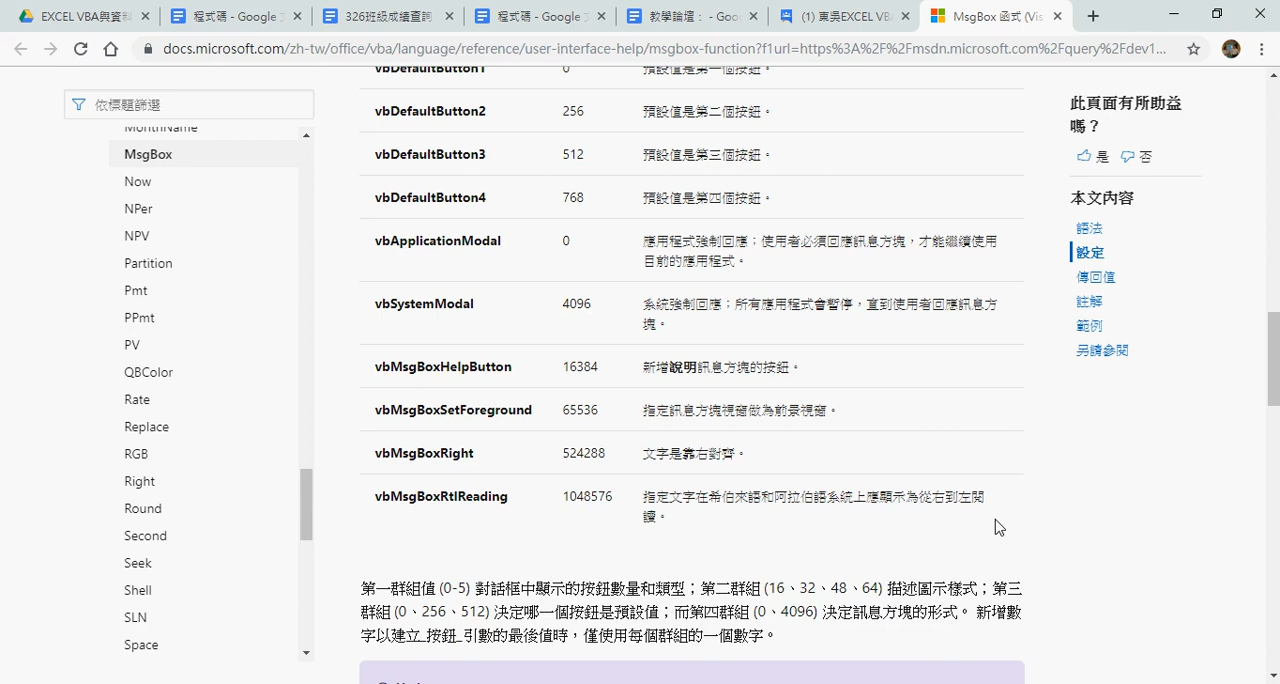 EXCEL VBA與資料
程式碼 - Google 文
326班級成績查詢
程式碼 - Google 文
教學論壇： - Goo
(1) 東吳EXCEL VBA
MsgBox 函式 (Vis
docs.microsoft.com/zh-tw/office/vba/language/reference/user-interface-help/msgbox-function?f1url=https%3A%2F%2Fmsdn.microsoft.com%2Fquery%2Fdev1...
依標題篩選
MonthName
MsgBox
Now
NPer
NPV
Partition
Pmt
PPmt
PV
QBColor
Rate
Replace
RGB
Right
Round
Second
Seek
Shell
SLN
Space
vbDefaultButton1 0 預設值是第一個按鈕。
vbDefaultButton2 256 預設值是第二個按鈕。
vbDefaultButton3 512 預設值是第三個按鈕。
vbDefaultButton4 768 預設值是第四個按鈕。
vbApplicationModal 0 應用程式強制回應；使用者必須回應訊息方塊，才能繼續使用
目前的應用程式。
vbSystemModal 4096 系統強制回應；所有應用程式會暫停，直到使用者回應訊息方
塊。
vbMsgBoxHelpButton 16384 新增說明訊息方塊的按鈕。
vbMsgBoxSetForeground 65536 指定訊息方塊視窗做為前景視窗。
vbMsgBoxRight 524288 文字是靠右對齊。
vbMsgBoxRtlReading 1048576 指定文字在希伯來語和阿拉伯語系統上應顯示為從右到左閱
讀。
第一群組值 (0-5) 對話框中顯示的按鈕數量和類型；第二群組 (16、32、48、64) 描述圖示樣式；第三
群組 (0、256、512) 決定哪一個按鈕是預設值；而第四群組 (0、4096) 決定訊息方塊的形式。 新增數
字以建立_按鈕_引數的最後值時，僅使用每個群組的一個數字。
此頁面有所助益
嗎？
是 否
本文內容
語法
設定
傳回值
註解
範例
另請參閱